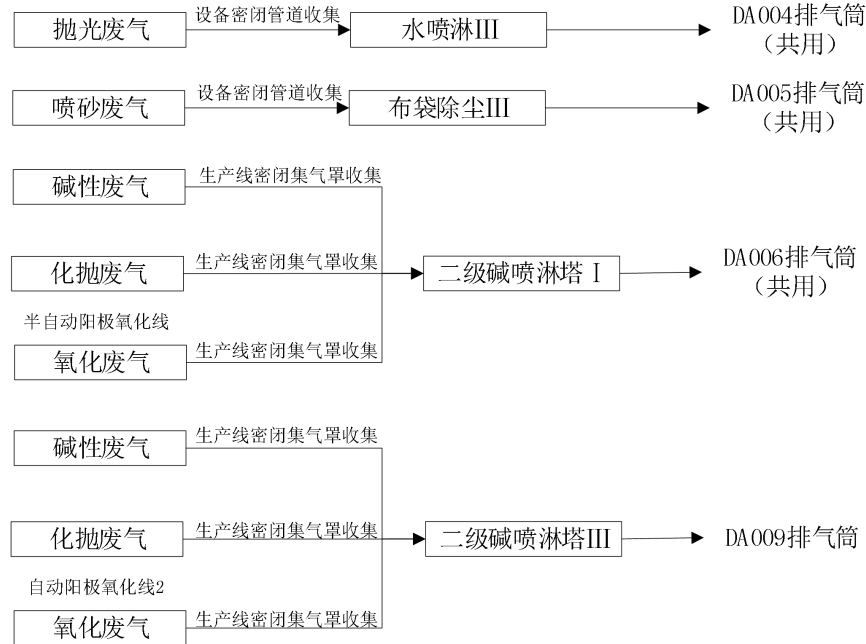 抛光废气 设备密闭管道收集 水喷淋III DA004排气筒
（共用）
喷砂废气 设备密闭管道收集 布袋除尘III DA005排气筒
（共用）
碱性废气 生产线密闭集气罩收集
化抛废气 生产线密闭集气罩收集 二级碱喷淋塔Ⅰ DA006排气筒
（共用）
半自动阳极氧化线
氧化废气 生产线密闭集气罩收集
碱性废气 生产线密闭集气罩收集
化抛废气 生产线密闭集气罩收集 二级碱喷淋塔III DA009排气筒
自动阳极氧化线2
氧化废气 生产线密闭集气罩收集